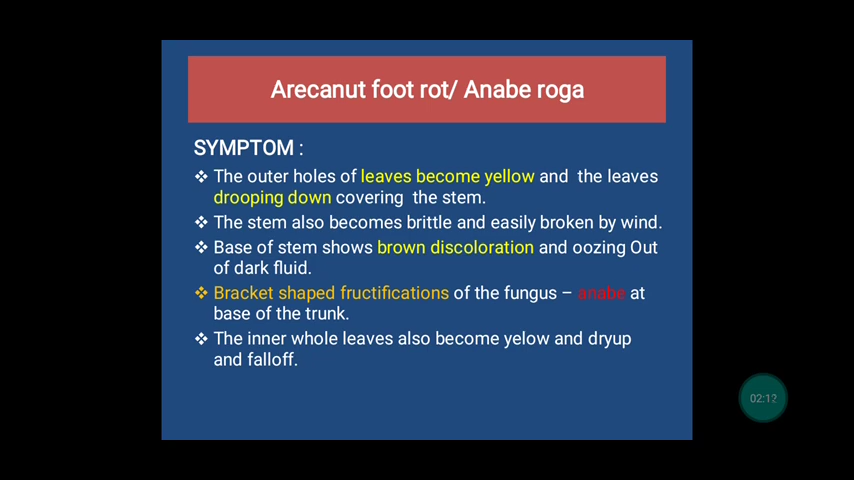 Arecanut foot rot/ Anabe roga
SYMPTOM :
❖ The outer holes of leaves become yellow and the leaves
drooping down covering the stem.
❖ The stem also becomes brittle and easily broken by wind.
❖ Base of stem shows brown discoloration and oozing Out
of dark fluid.
❖ Bracket shaped fructifications of the fungus – anabe at
base of the trunk.
❖ The inner whole leaves also become yelow and dryup
and falloff.
02:12